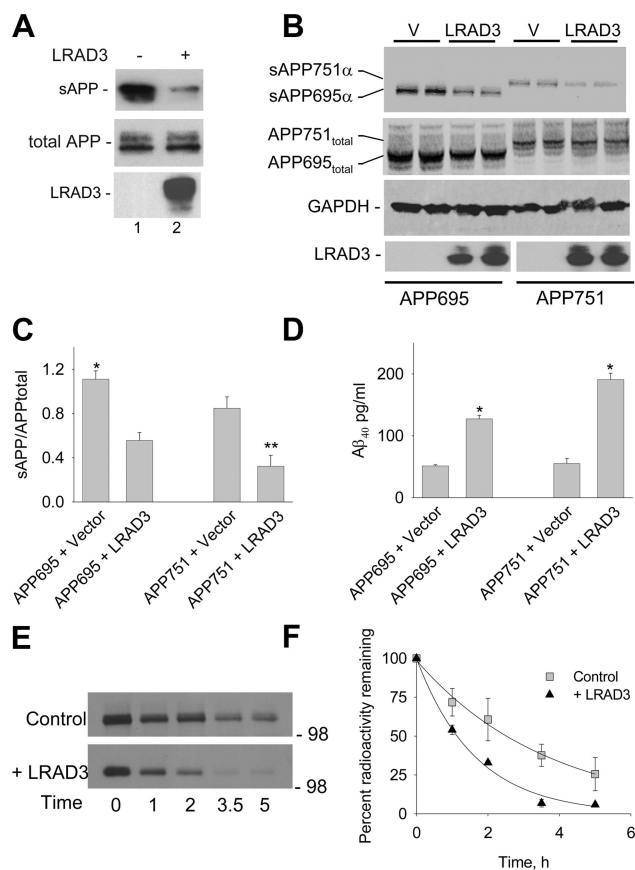 A
LRAD3 - +
sAPP -
total APP -
LRAD3 -
1 2
B
V LRAD3 V LRAD3
sAPP751α
sAPP695α
APP751total
APP695total
GAPDH -
LRAD3 -
APP695 APP751
C
sAPP/APPtotal
1.2
0.8
0.4
0.0
*
**
APP695 + Vector
APP695 + LRAD3
APP751 + Vector
APP751 + LRAD3
D
Aβ40 pg/ml
200
100
0
*
*
APP695 + Vector
APP695 + LRAD3
APP751 + Vector
APP751 + LRAD3
E
Control
- 98
+ LRAD3
- 98
Time 0 1 2 3.5 5
F
Percent radioactivity remaining
100
75
50
25
0
Control
+ LRAD3
0 2 4 6
Time, h